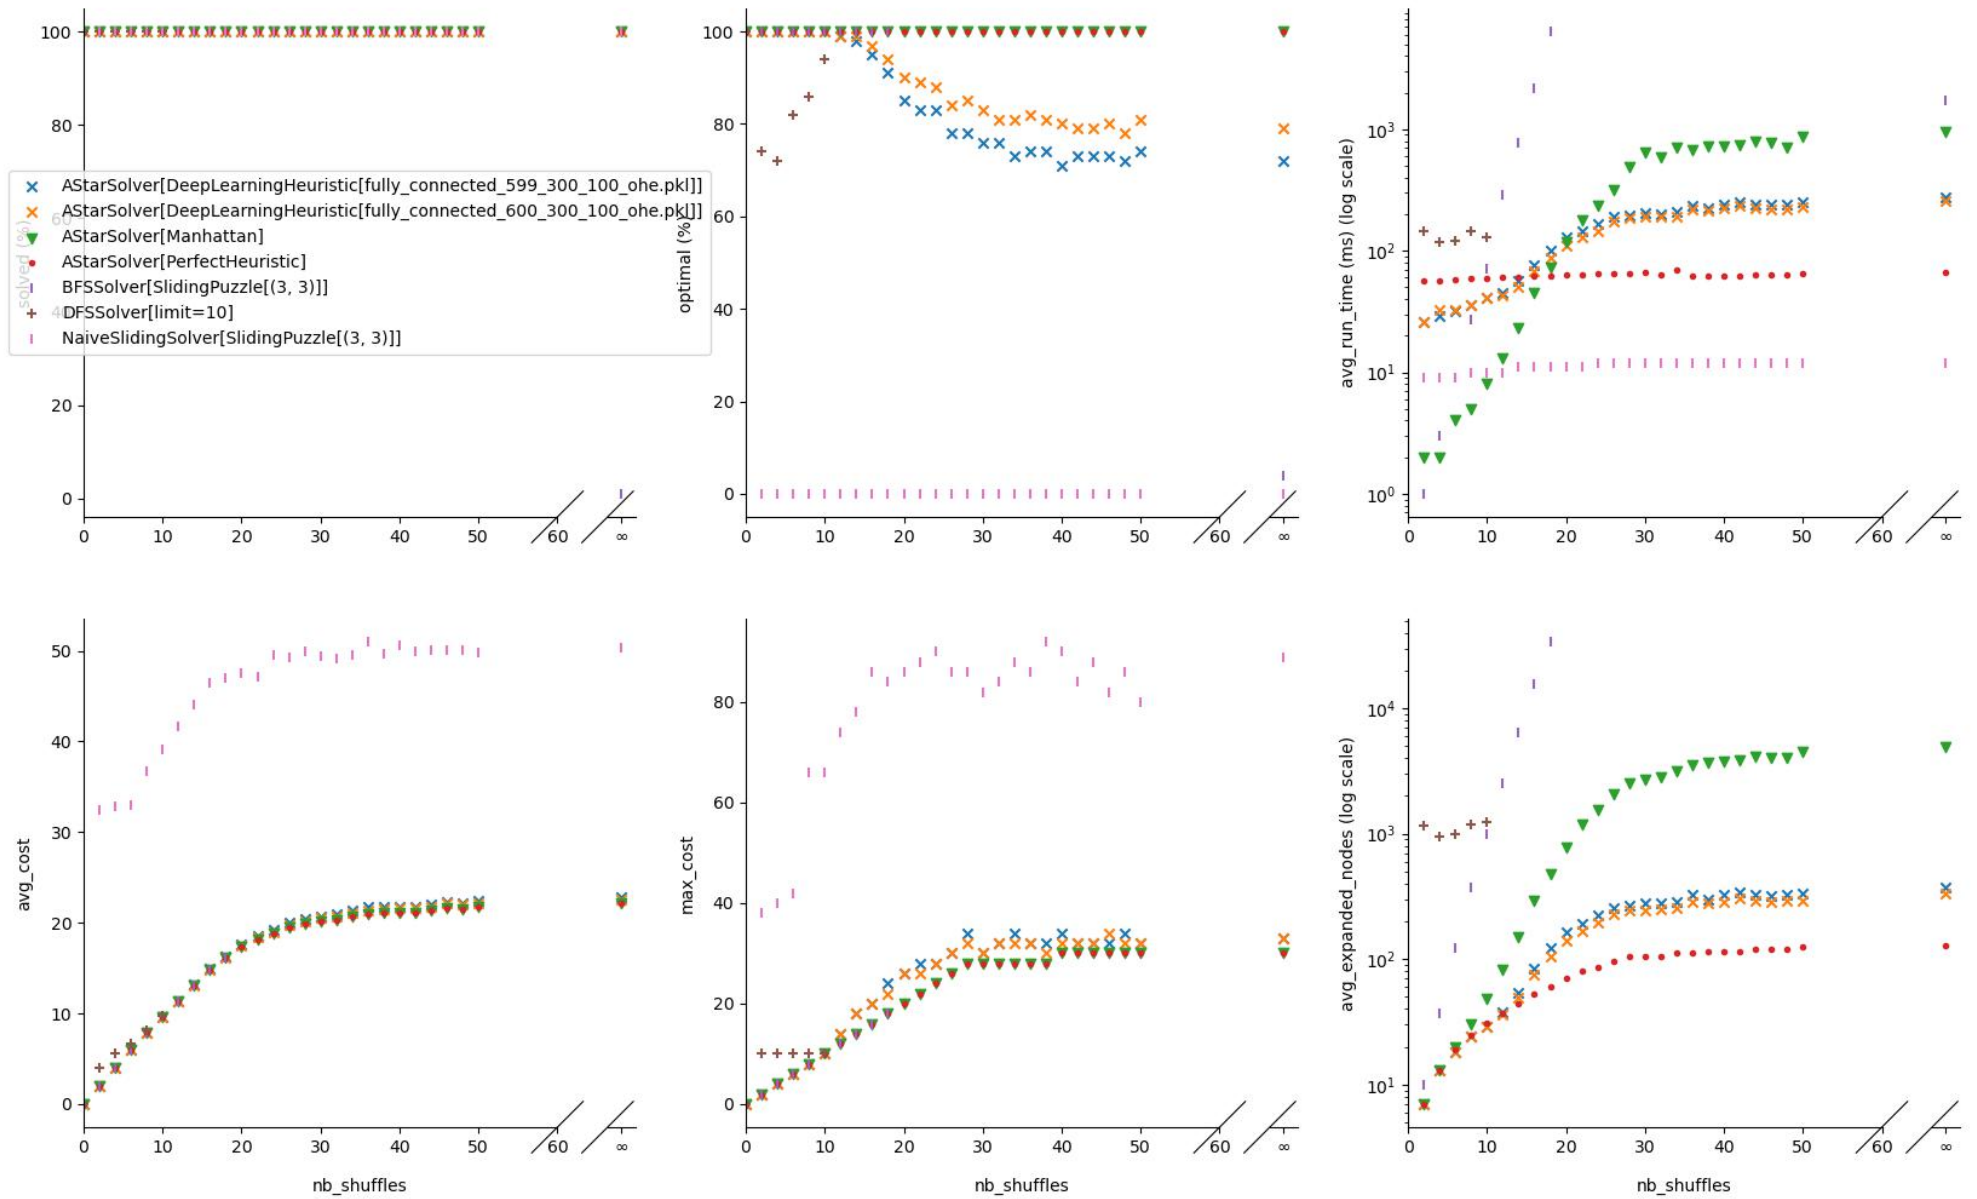 100
80
60
40
20
0
solved (%)
0 10 20 30 40 50 60 ∞
AStarSolver[DeepLearningHeuristic[fully_connected_599_300_100_ohe.pkl]]
AStarSolver[DeepLearningHeuristic[fully_connected_600_300_100_ohe.pkl]]
AStarSolver[Manhattan]
AStarSolver[PerfectHeuristic]
BFSSolver[SlidingPuzzle[(3, 3)]]
DFSSolver[limit=10]
NaiveSlidingSolver[SlidingPuzzle[(3, 3)]]
100
80
60
40
20
0
optimal (%)
0 10 20 30 40 50 60 ∞
10³
10²
10¹
10⁰
avg_run_time (ms) (log scale)
0 10 20 30 40 50 60 ∞
50
40
30
20
10
0
avg_cost
0 10 20 30 40 50 60 ∞
nb_shuffles
80
60
40
20
0
max_cost
0 10 20 30 40 50 60 ∞
nb_shuffles
10⁴
10³
10²
10¹
avg_expanded_nodes (log scale)
0 10 20 30 40 50 60 ∞
nb_shuffles